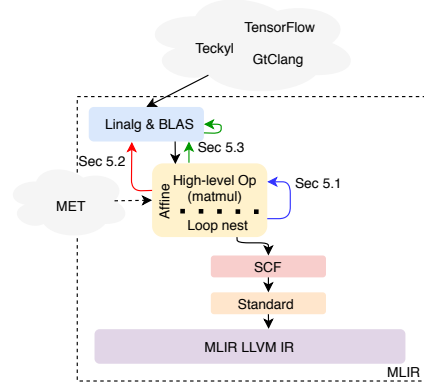 TensorFlow
Teckyl
GtClang
Linalg & BLAS
Sec 5.2
Sec 5.3
MET
Affine
High-level Op
(matmul)
Loop nest
Sec 5.1
SCF
Standard
MLIR LLVM IR
MLIR